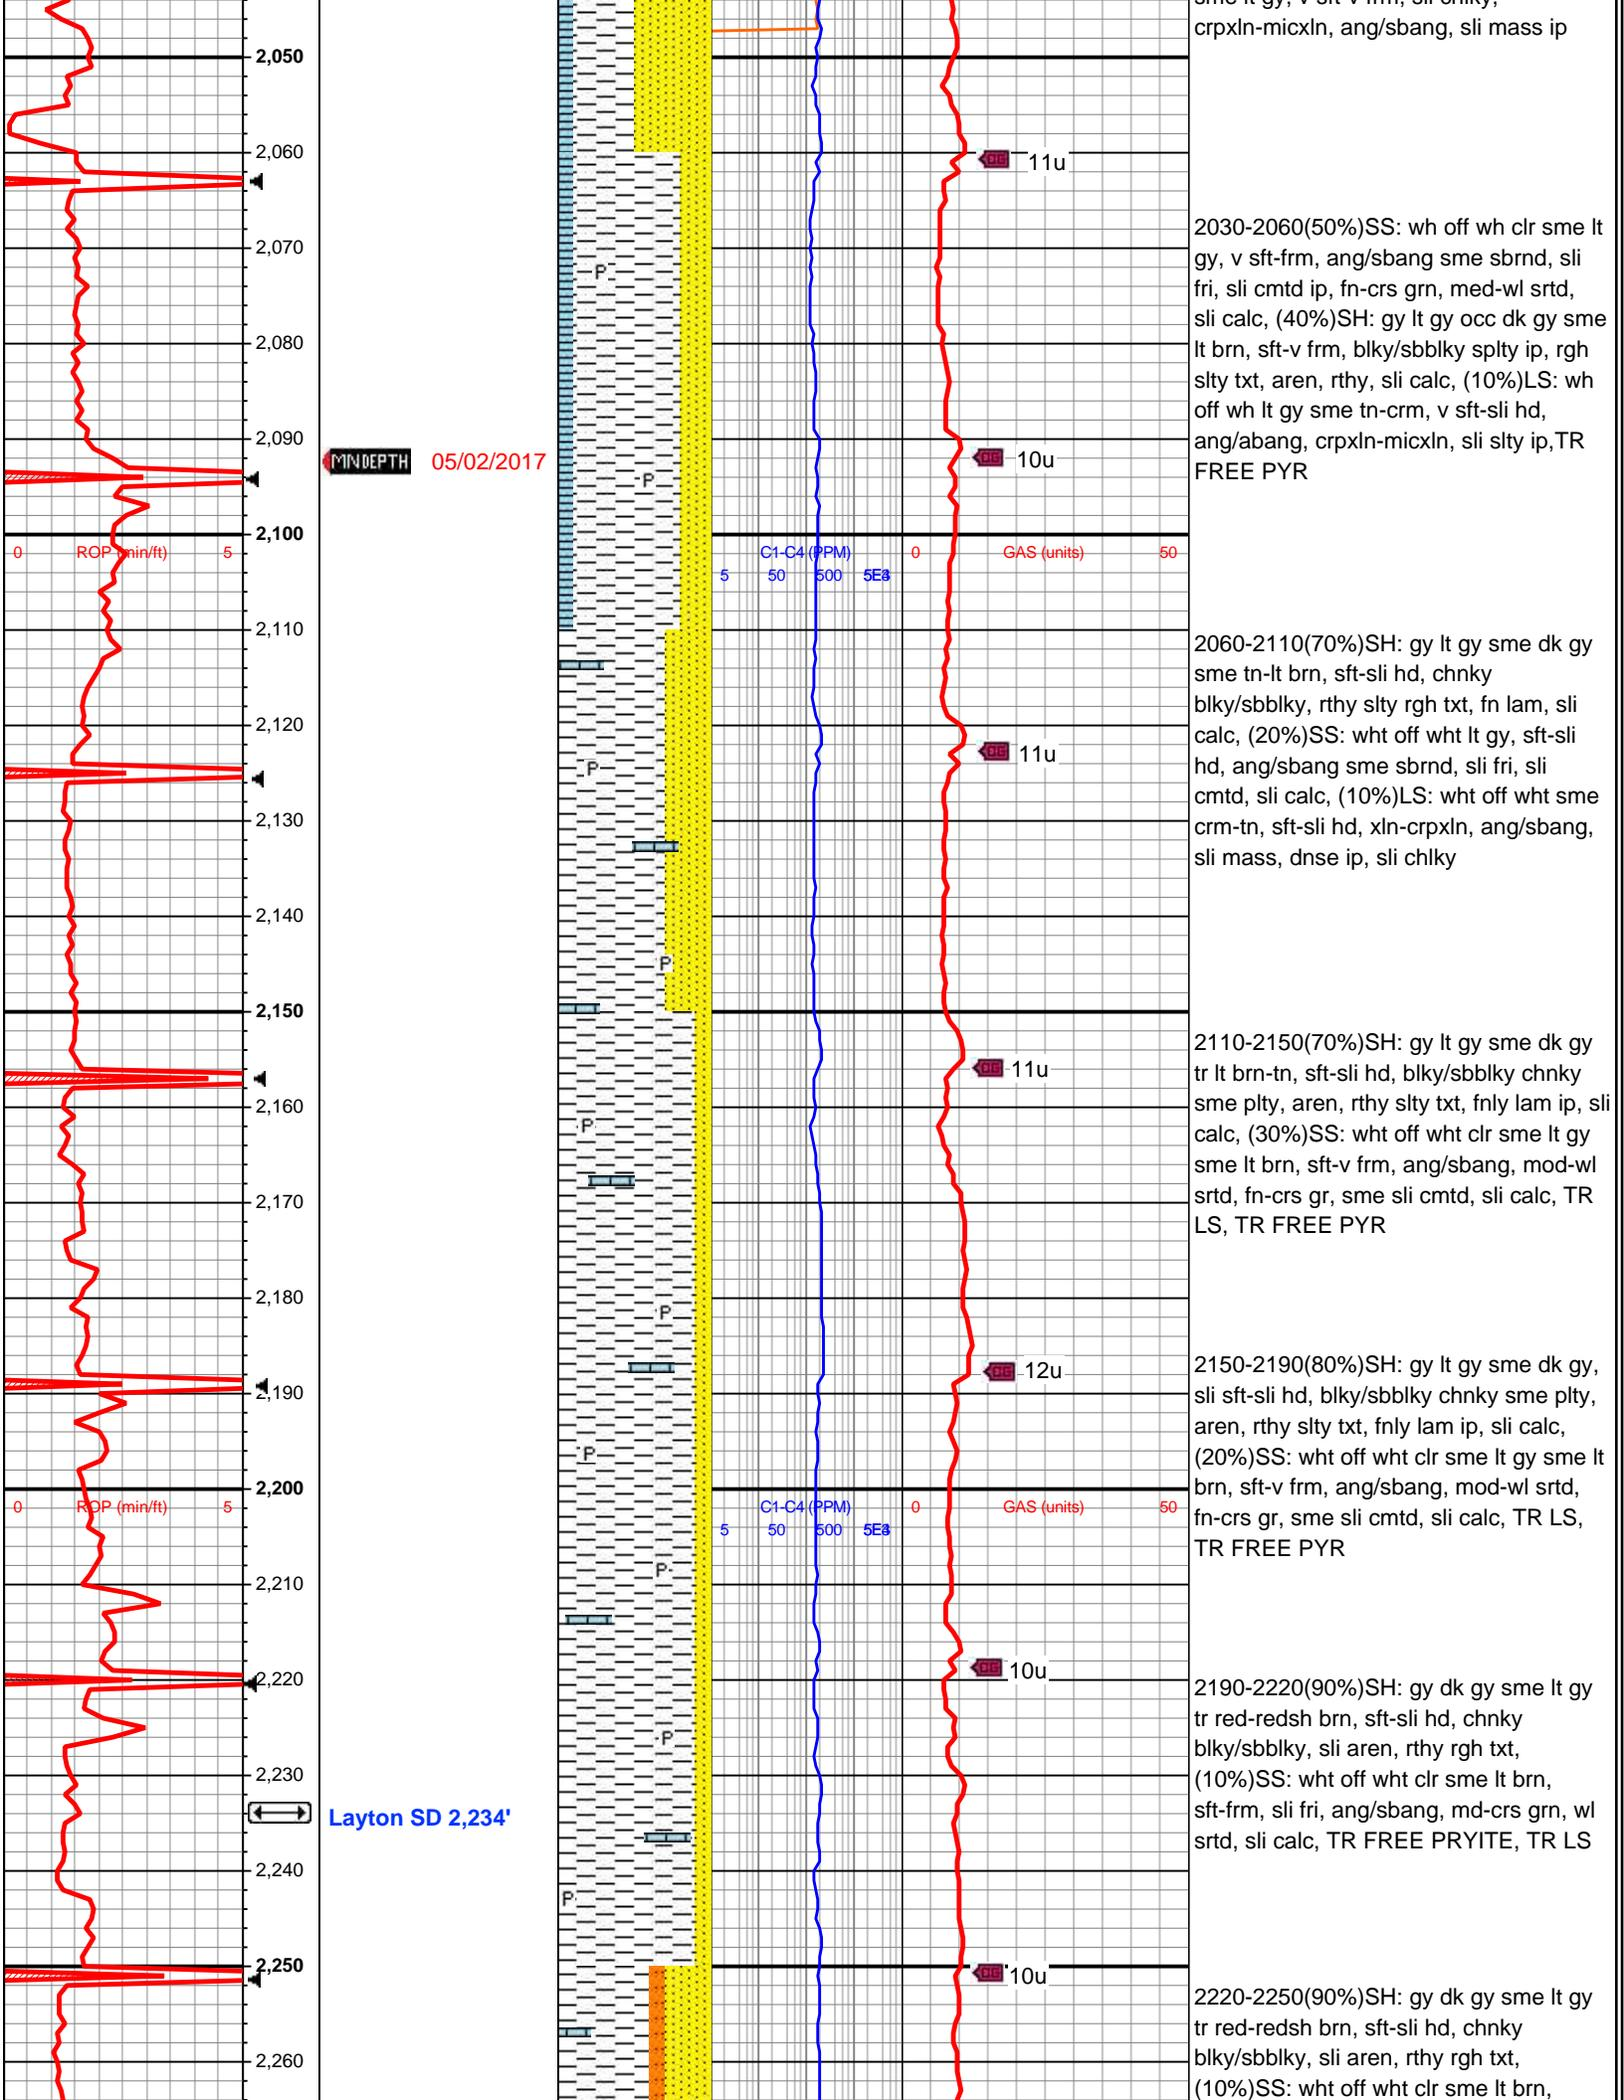 crpxln-micxln, ang/sbang, sli mass ip
2,050
2,060
CG 11u
2030-2060(50%)SS: wh off wh clr sme lt
gy, v sft-frm, ang/sbang sme sbrnd, sli
fri, sli cmtd ip, fn-crs grn, med-wl srtd,
sli calc, (40%)SH: gy lt gy occ dk gy sme
lt brn, sft-v frm, blky/sbblky splty ip, rgh
slty txt, aren, rthy, sli calc, (10%)LS: wh
off wh lt gy sme tn-crm, v sft-sli hd,
ang/abang, crpxln-micxln, sli slty ip,TR
FREE PYR
2,070
P
2,080
2,090
MNDEPTH 05/02/2017
CG 10u
P
2,100
0 ROP (min/ft) 5
C1-C4 (PPM)
5 50 500
0 GAS (units) 50
2,110
2060-2110(70%)SH: gy lt gy sme dk gy
sme tn-lt brn, sft-sli hd, chnky
blky/sbblky, rthy slty rgh txt, fn lam, sli
calc, (20%)SS: wht off wht lt gy, sft-sli
hd, ang/sbang sme sbrnd, sli fri, sli
cmtd, sli calc, (10%)LS: wht off wht sme
crm-tn, sft-sli hd, xln-crpxln, ang/sbang,
sli mass, dnse ip, sli chlky
2,120
CG 11u
P
2,130
2,140
P
2,150
2110-2150(70%)SH: gy lt gy sme dk gy
tr lt brn-tn, sft-sli hd, blky/sbblky chnky
sme plty, aren, rthy slty txt, fnly lam ip, sli
calc, (30%)SS: wht off wht clr sme lt gy
sme lt brn, sft-v frm, ang/sbang, mod-wl
srtd, fn-crs gr, sme sli cmtd, sli calc, TR
LS, TR FREE PYR
CG 11u
2,160
P
2,170
2,180
P
CG 12u
2150-2190(80%)SH: gy lt gy sme dk gy,
sli sft-sli hd, blky/sbblky chnky sme plty,
aren, rthy slty txt, fnly lam ip, sli calc,
(20%)SS: wht off wht clr sme lt gy sme lt
brn, sft-v frm, ang/sbang, mod-wl srtd,
fn-crs gr, sme sli cmtd, sli calc, TR LS,
TR FREE PYR
2,190
P
2,200
0 ROP (min/ft) 5
C1-C4 (PPM)
5 50 500
0 GAS (units) 50
P
2,210
CG 10u
2,220
2190-2220(90%)SH: gy dk gy sme lt gy
tr red-redsh brn, sft-sli hd, chnky
blky/sbblky, sli aren, rthy rgh txt,
(10%)SS: wht off wht clr sme lt brn,
sft-frm, sli fri, ang/sbang, md-crs grn, wl
srtd, sli calc, TR FREE PRYITE, TR LS
P
2,230
Layton SD 2,234'
2,240
P
2,250
CG 10u
2220-2250(90%)SH: gy dk gy sme lt gy
tr red-redsh brn, sft-sli hd, chnky
blky/sbblky, sli aren, rthy rgh txt,
(10%)SS: wht off wht clr sme lt brn,
2,260